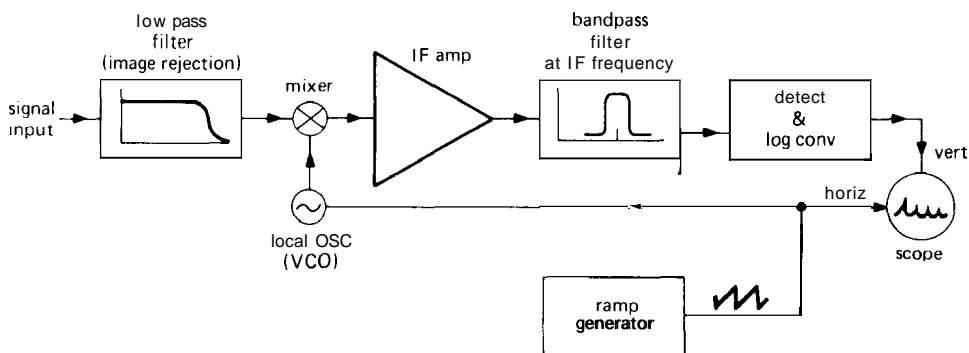 low pass
filter
(image rejection)
signal
input
mixer
IF amp
bandpass
filter
at IF frequency
detect
&
log conv
vert
horiz
scope
local OSC
(VCO)
ramp
generator